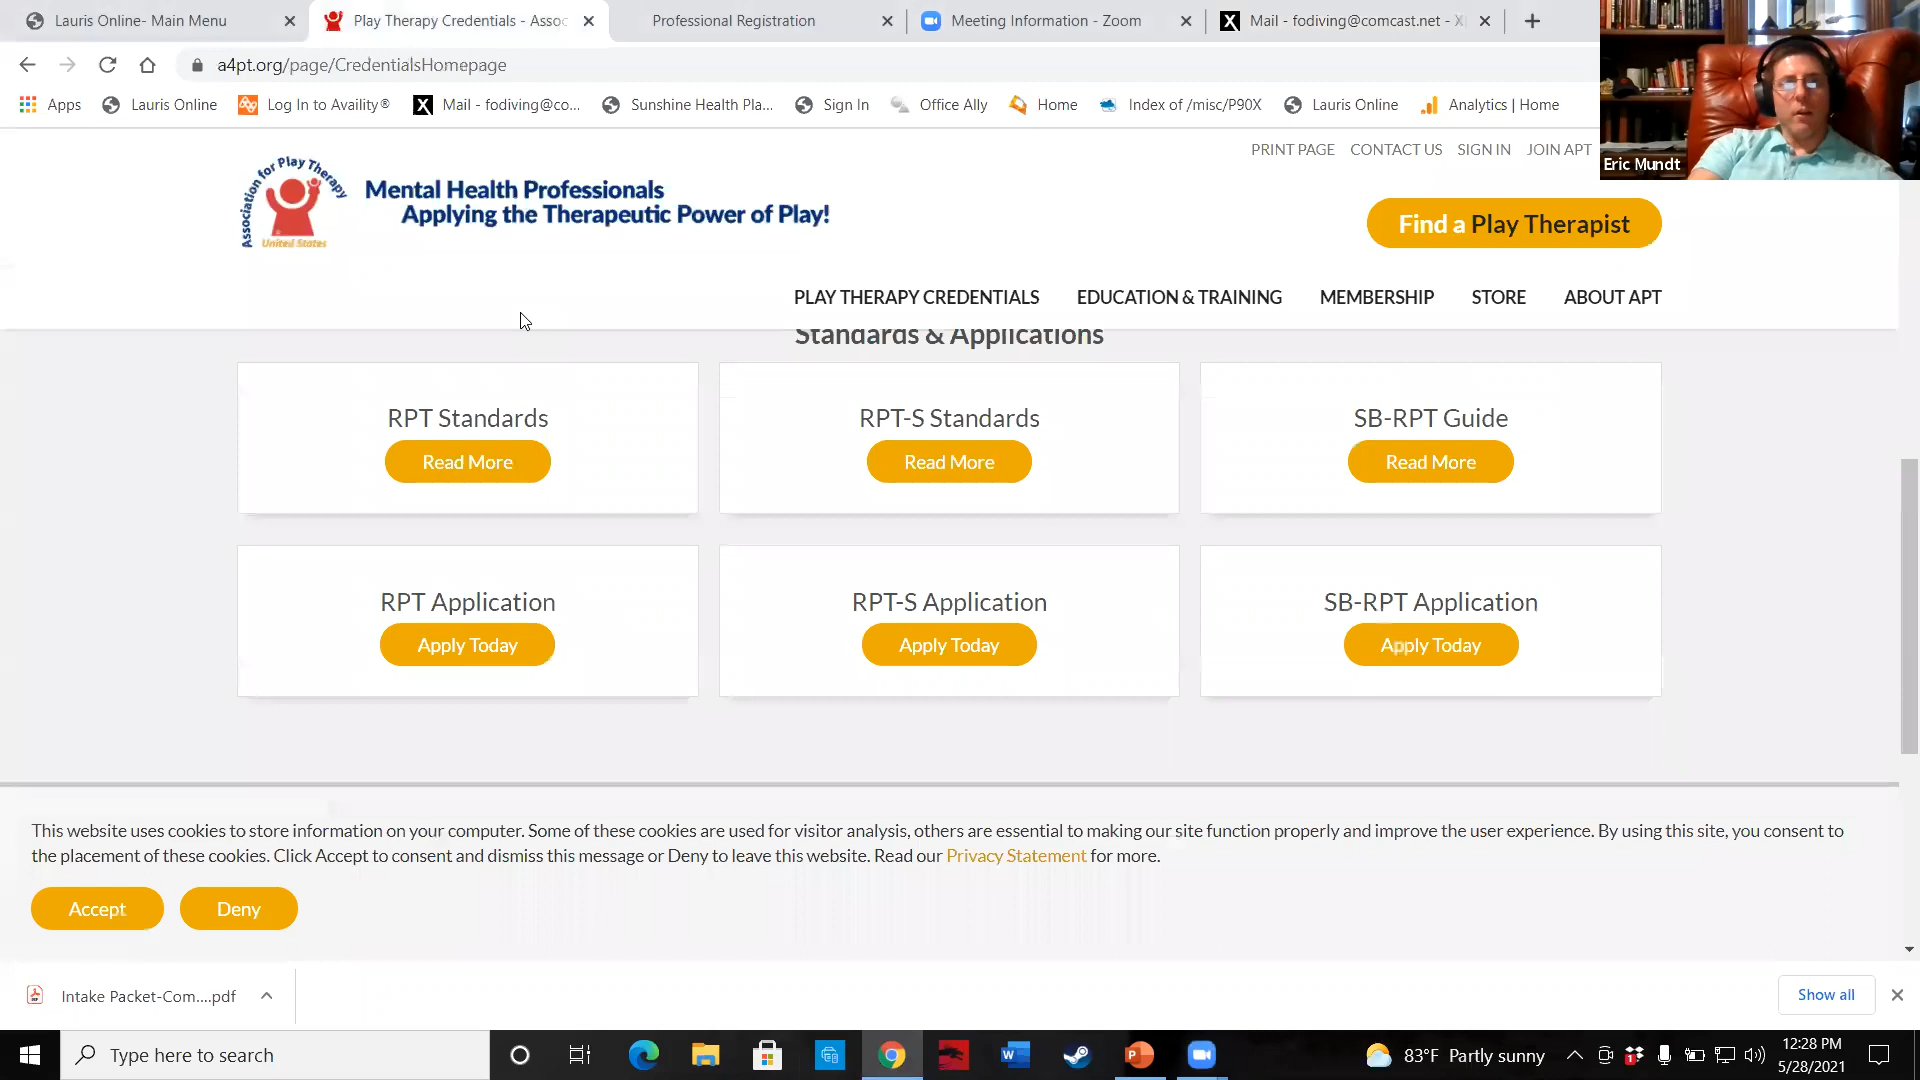 Lauris Online- Main Menu
Play Therapy Credentials - Assoc
Professional Registration
Meeting Information - Zoom
Mail - fodiving@comcast.net - X
a4pt.org/page/CredentialsHomepage
Apps
Lauris Online
Log In to Availity®
Mail - fodiving@co...
Sunshine Health Pla...
Sign In
Office Ally
Home
Index of /misc/P90X
Lauris Online
Analytics | Home
Eric Mundt
PRINT PAGE
CONTACT US
SIGN IN
JOIN APT
Association for Play Therapy
United States
Mental Health Professionals
Applying the Therapeutic Power of Play!
Find a Play Therapist
PLAY THERAPY CREDENTIALS
EDUCATION & TRAINING
MEMBERSHIP
STORE
ABOUT APT
Standards & Applications
RPT Standards
Read More
RPT-S Standards
Read More
SB-RPT Guide
Read More
RPT Application
Apply Today
RPT-S Application
Apply Today
SB-RPT Application
Apply Today
This website uses cookies to store information on your computer. Some of these cookies are used for visitor analysis, others are essential to making our site function properly and improve the user experience. By using this site, you consent to
the placement of these cookies. Click Accept to consent and dismiss this message or Deny to leave this website. Read our Privacy Statement for more.
Accept
Deny
Intake Packet-Com....pdf
Show all
Type here to search
83°F Partly sunny
12:28 PM
5/28/2021